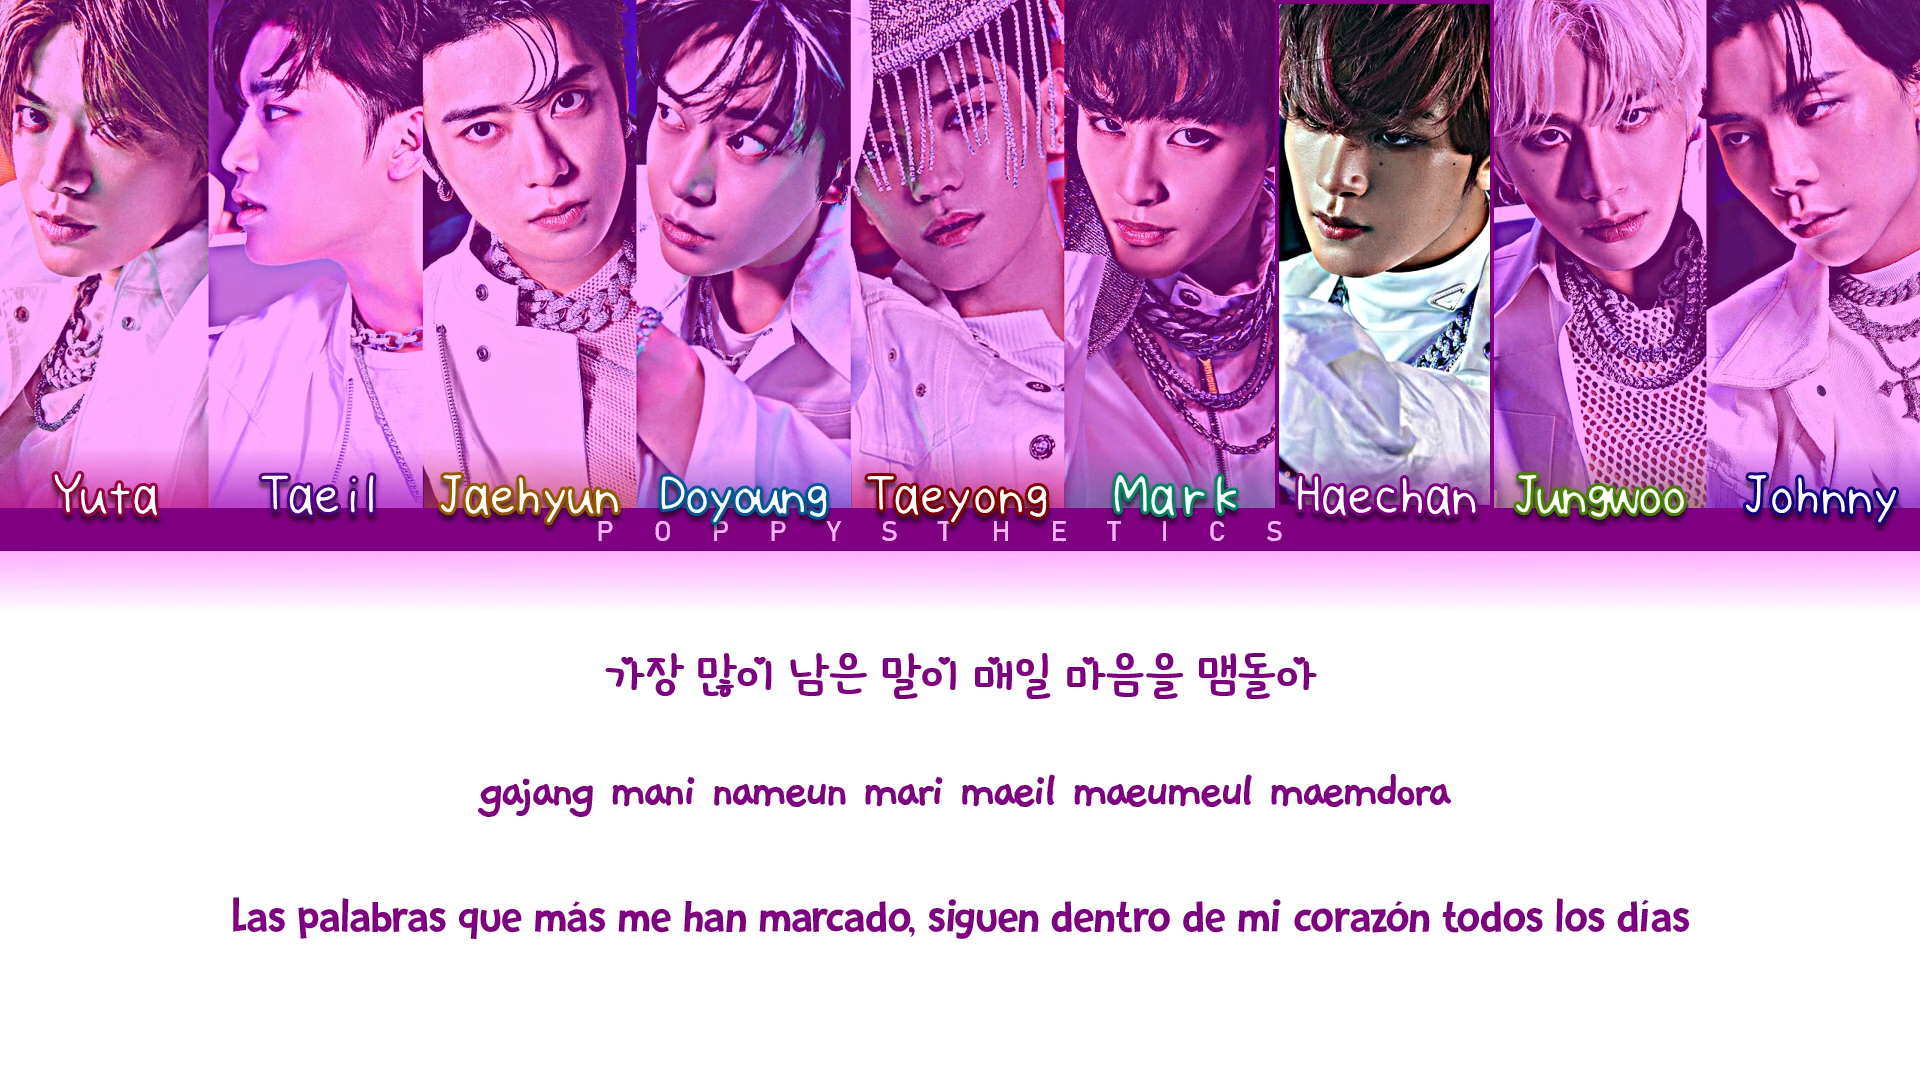 Yuta Taeil Jaehyun Doyoung Taeyong Mark Haechan Jungwoo Johnny
POPPYSTHETICS
가장 많이 남은 말이 매일 마음을 맴돌아
gajang mani nameun mari maeil maeumeul maemdora
Las palabras que más me han marcado, siguen dentro de mi corazón todos los días